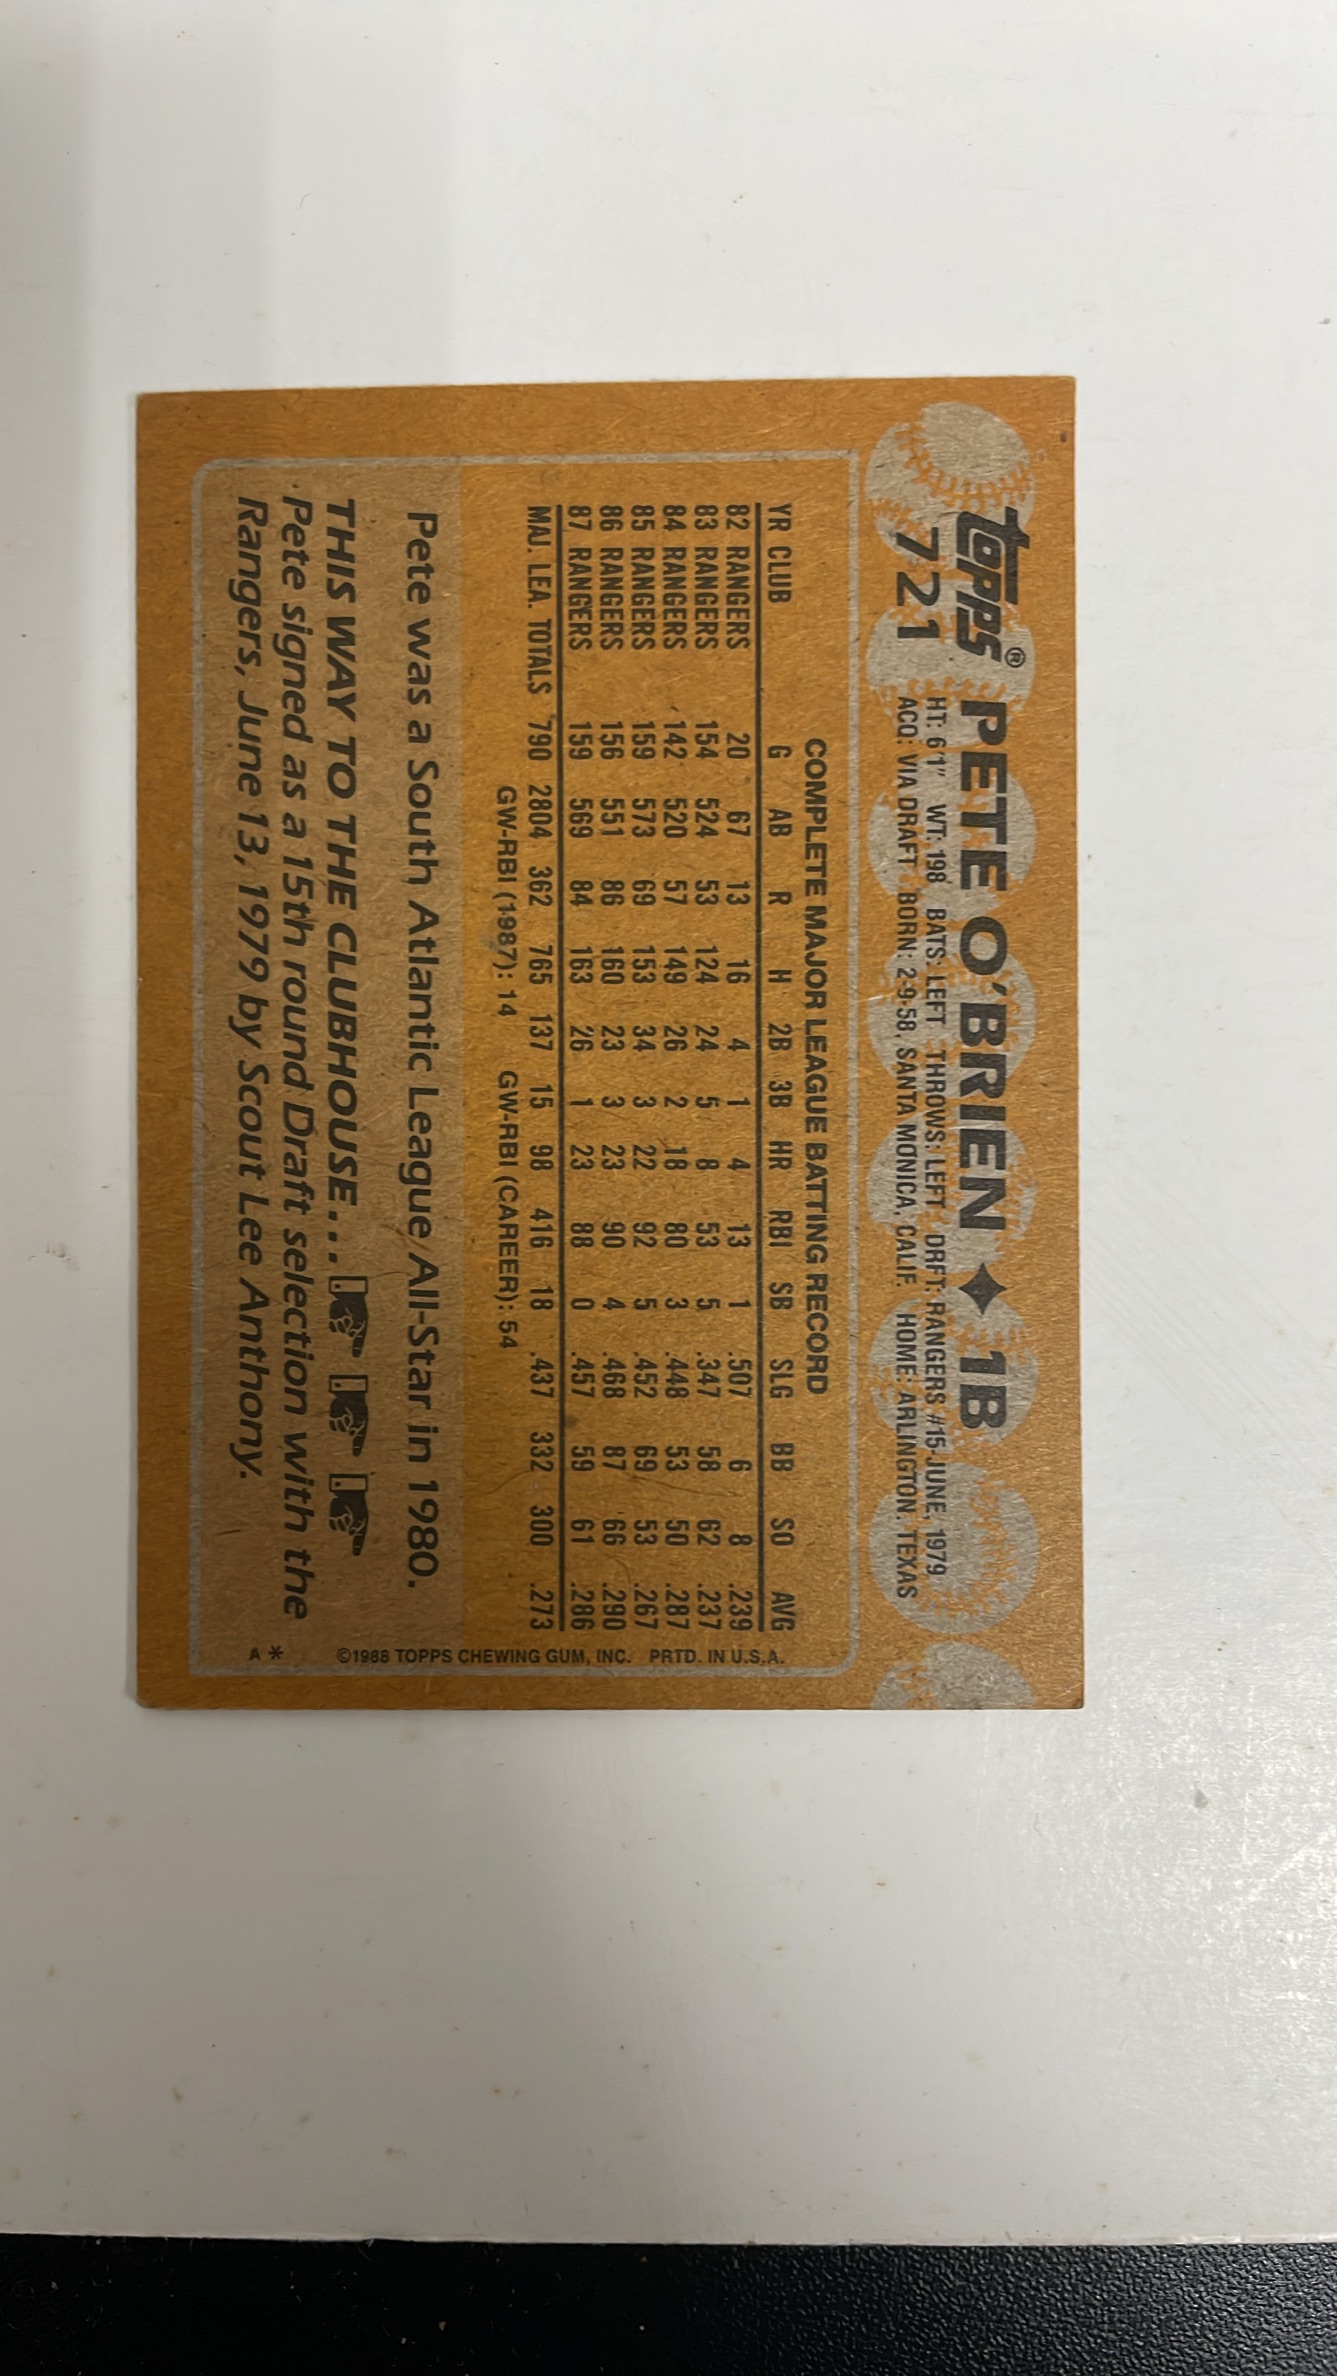 topps®
721
PETE O'BRIEN ♦ 1B
HT: 6'1" WT: 198 BATS: LEFT THROWS: LEFT DRFT: RANGERS #15-JUNE, 1979
ACQ: VIA DRAFT BORN: 2-9-58, SANTA MONICA, CALIF. HOME: ARLINGTON, TEXAS
COMPLETE MAJOR LEAGUE BATTING RECORD
YR CLUB G AB R H 2B 3B HR RBI SB SLG BB SO AVG
82 RANGERS 20 67 13 16 4 1 4 13 1 .507 6 8 .239
83 RANGERS 154 524 53 124 24 5 8 53 5 .347 58 62 .237
84 RANGERS 142 520 57 149 26 2 18 80 3 .448 53 50 .287
85 RANGERS 159 573 69 153 34 3 22 92 5 .452 69 53 .267
86 RANGERS 156 551 86 160 23 3 23 90 4 .468 87 66 .290
87 RANGERS 159 569 84 163 26 1 23 88 0 .457 59 61 .286
MAJ. LEA. TOTALS 790 2804 362 765 137 15 98 416 18 .437 332 300 .273
GW-RBI (1987): 14 GW-RBI (CAREER): 54
Pete was a South Atlantic League All-Star in 1980.
THIS WAY TO THE CLUBHOUSE...
Pete signed as a 15th round Draft selection with the
Rangers, June 13, 1979 by Scout Lee Anthony.
©1988 TOPPS CHEWING GUM, INC. PRTD. IN U.S.A.
A *